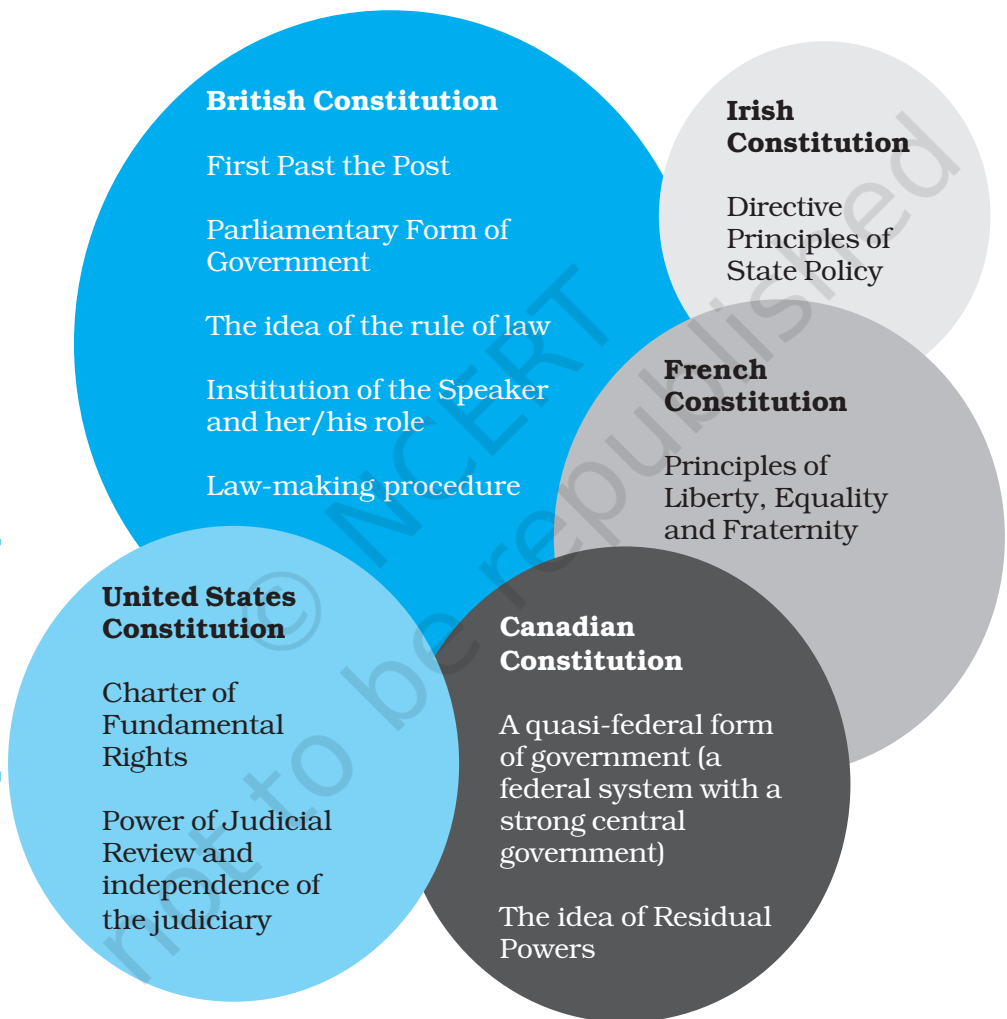 British Constitution
First Past the Post
Parliamentary Form of
Government
The idea of the rule of law
Institution of the Speaker
and her/his role
Law-making procedure
Irish
Constitution
Directive
Principles of
State Policy
French
Constitution
Principles of
Liberty, Equality
and Fraternity
United States
Constitution
Charter of
Fundamental
Rights
Power of Judicial
Review and
independence of
the judiciary
Canadian
Constitution
A quasi-federal form
of government (a
federal system with a
strong central
government)
The idea of Residual
Powers
© NCERT
not to be republished